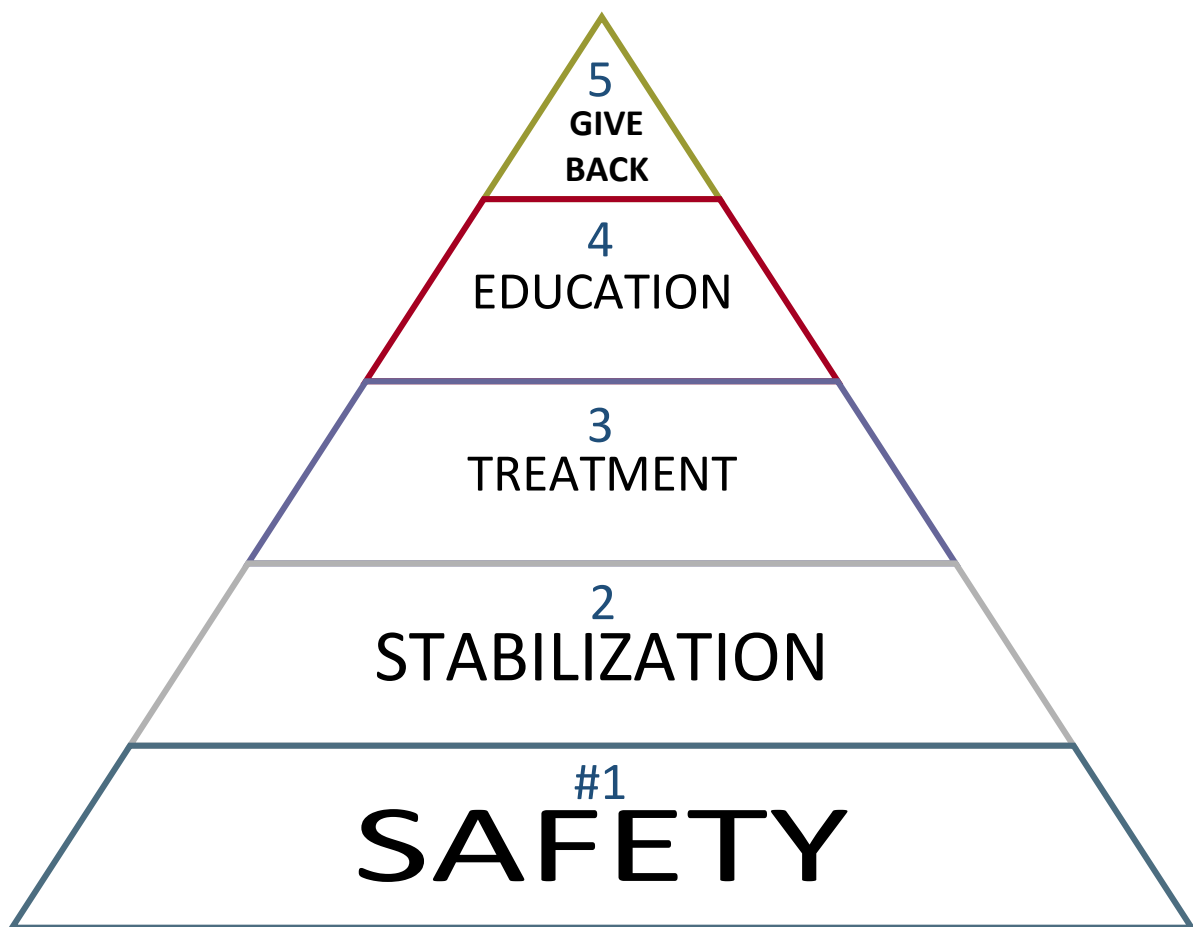 5
GIVE
BACK
4
EDUCATION
3
TREATMENT
2
STABILIZATION
#1
SAFETY